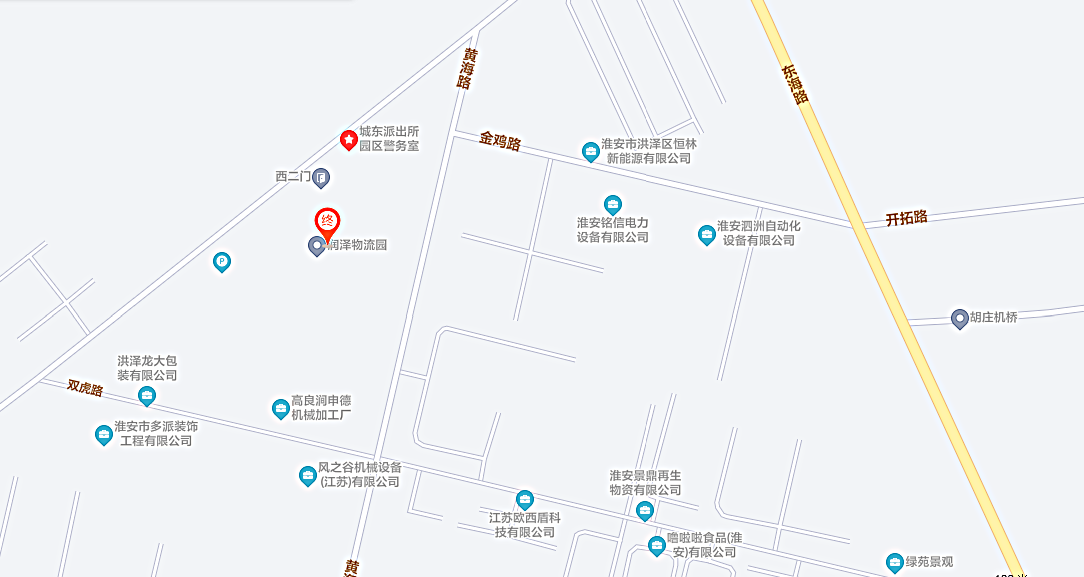 黄海路
东海路
城东派出所
园区警务室
金鸡路
淮安市洪泽区恒林
新能源有限公司
西二门
终
润泽物流园
P
淮安铭信电力
设备有限公司
淮安泗洲自动化
设备有限公司
开拓路
胡庄机桥
洪泽龙大包
装有限公司
双虎路
高良涧申德
机械加工厂
淮安市多派装饰
工程有限公司
风之谷机械设备
(江苏)有限公司
淮安景鼎再生
物资有限公司
江苏欧西盾科
技有限公司
噜啦啦食品(淮
安)有限公司
绿苑景观
黄